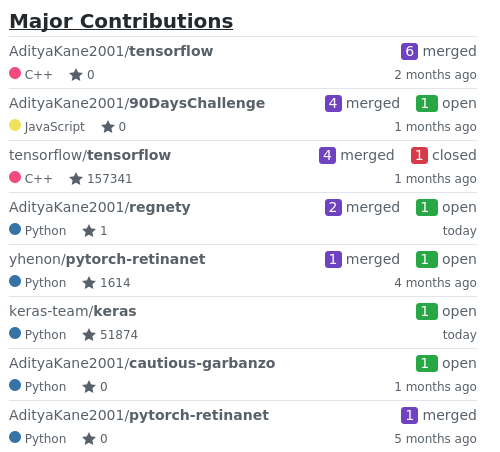 Major Contributions
AdityaKane2001/tensorflow 6 merged
C++ 0 2 months ago
AdityaKane2001/90DaysChallenge 4 merged 1 open
JavaScript 0 1 months ago
tensorflow/tensorflow 4 merged 1 closed
C++ 157341 1 months ago
AdityaKane2001/regnety 2 merged 1 open
Python 1 today
yhenon/pytorch-retinanet 1 merged 1 open
Python 1614 4 months ago
keras-team/keras 1 open
Python 51874 today
AdityaKane2001/cautious-garbanzo 1 open
Python 0 1 months ago
AdityaKane2001/pytorch-retinanet 1 merged
Python 0 5 months ago